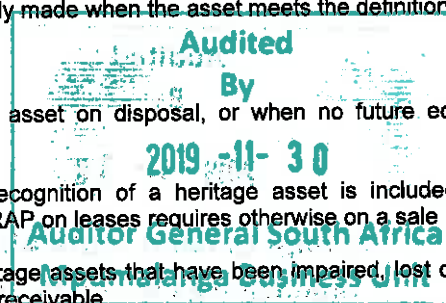 ly made when the asset meets the definition
Audited
By
asset on disposal, or when no future ec
2019 -11- 30
ecognition of a heritage asset is include
RAP on leases requires otherwise on a sale
Auditor General South Africa
tage assets that have been impaired, lost o
Mpumalanga Business Unit
receivable